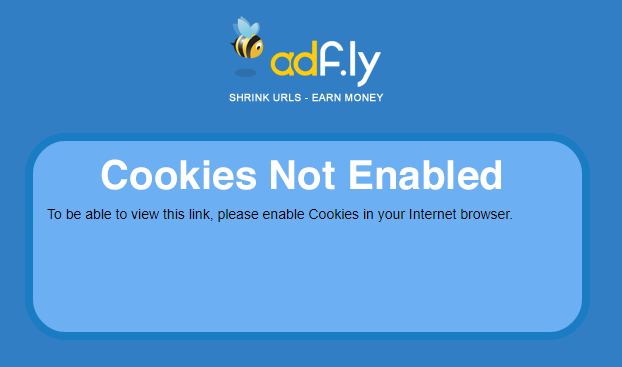 adf.ly
SHRINK URLS - EARN MONEY
Cookies Not Enabled
To be able to view this link, please enable Cookies in your Internet browser.